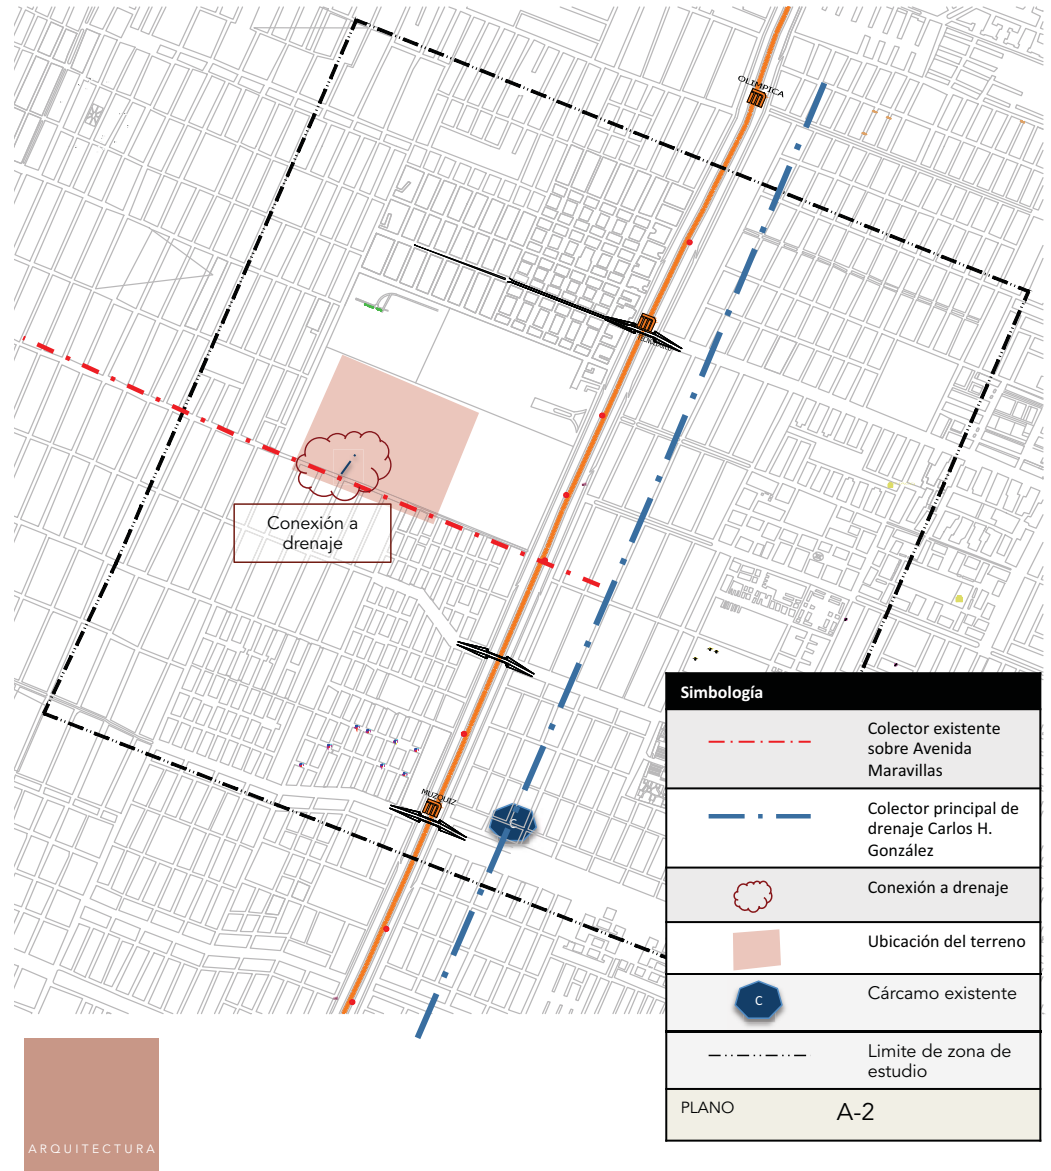 OLIMPICA
Conexión a
drenaje
MUZQUIZ
C
Simbología
Colector existente
sobre Avenida
Maravillas
Colector principal de
drenaje Carlos H.
González
Conexión a drenaje
Ubicación del terreno
C
Cárcamo existente
Limite de zona de
estudio
PLANO
A-2
ARQUITECTURA